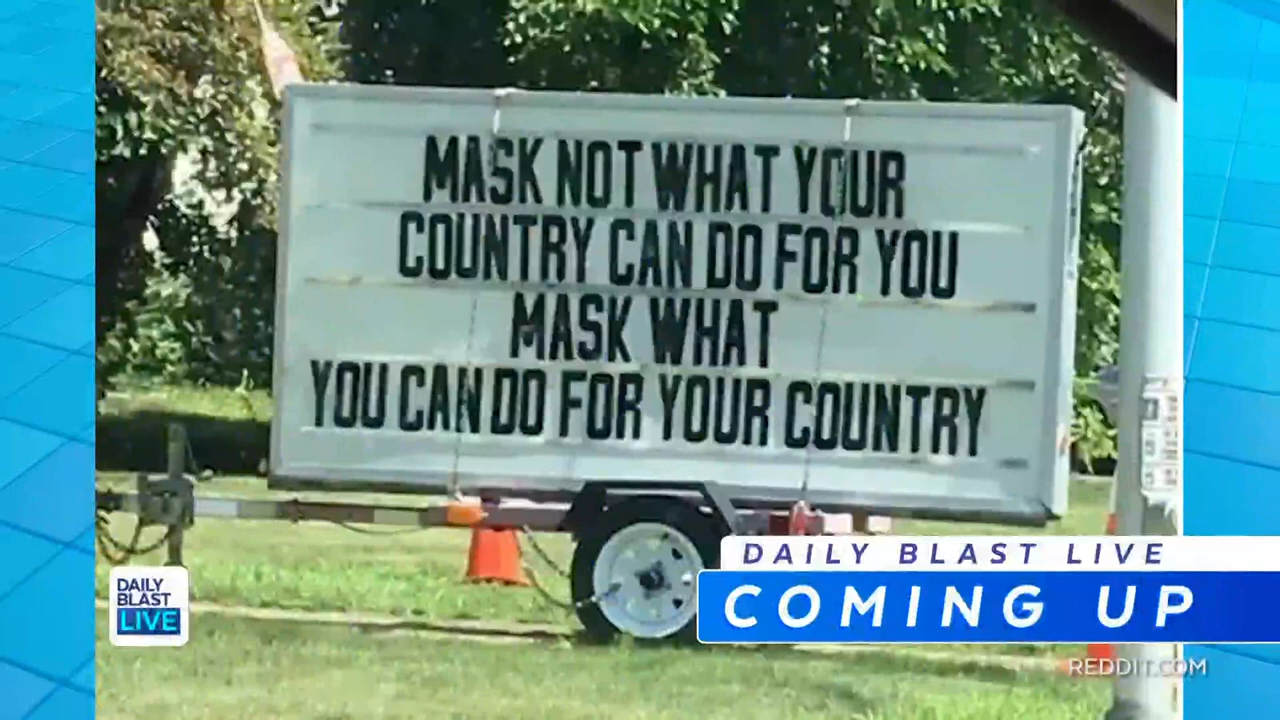 MASK NOT WHAT YOUR
COUNTRY CAN DO FOR YOU
MASK WHAT
YOU CAN DO FOR YOUR COUNTRY
DAILY BLAST LIVE
COMING UP
DAILY
BLAST
LIVE
REDDIT.COM